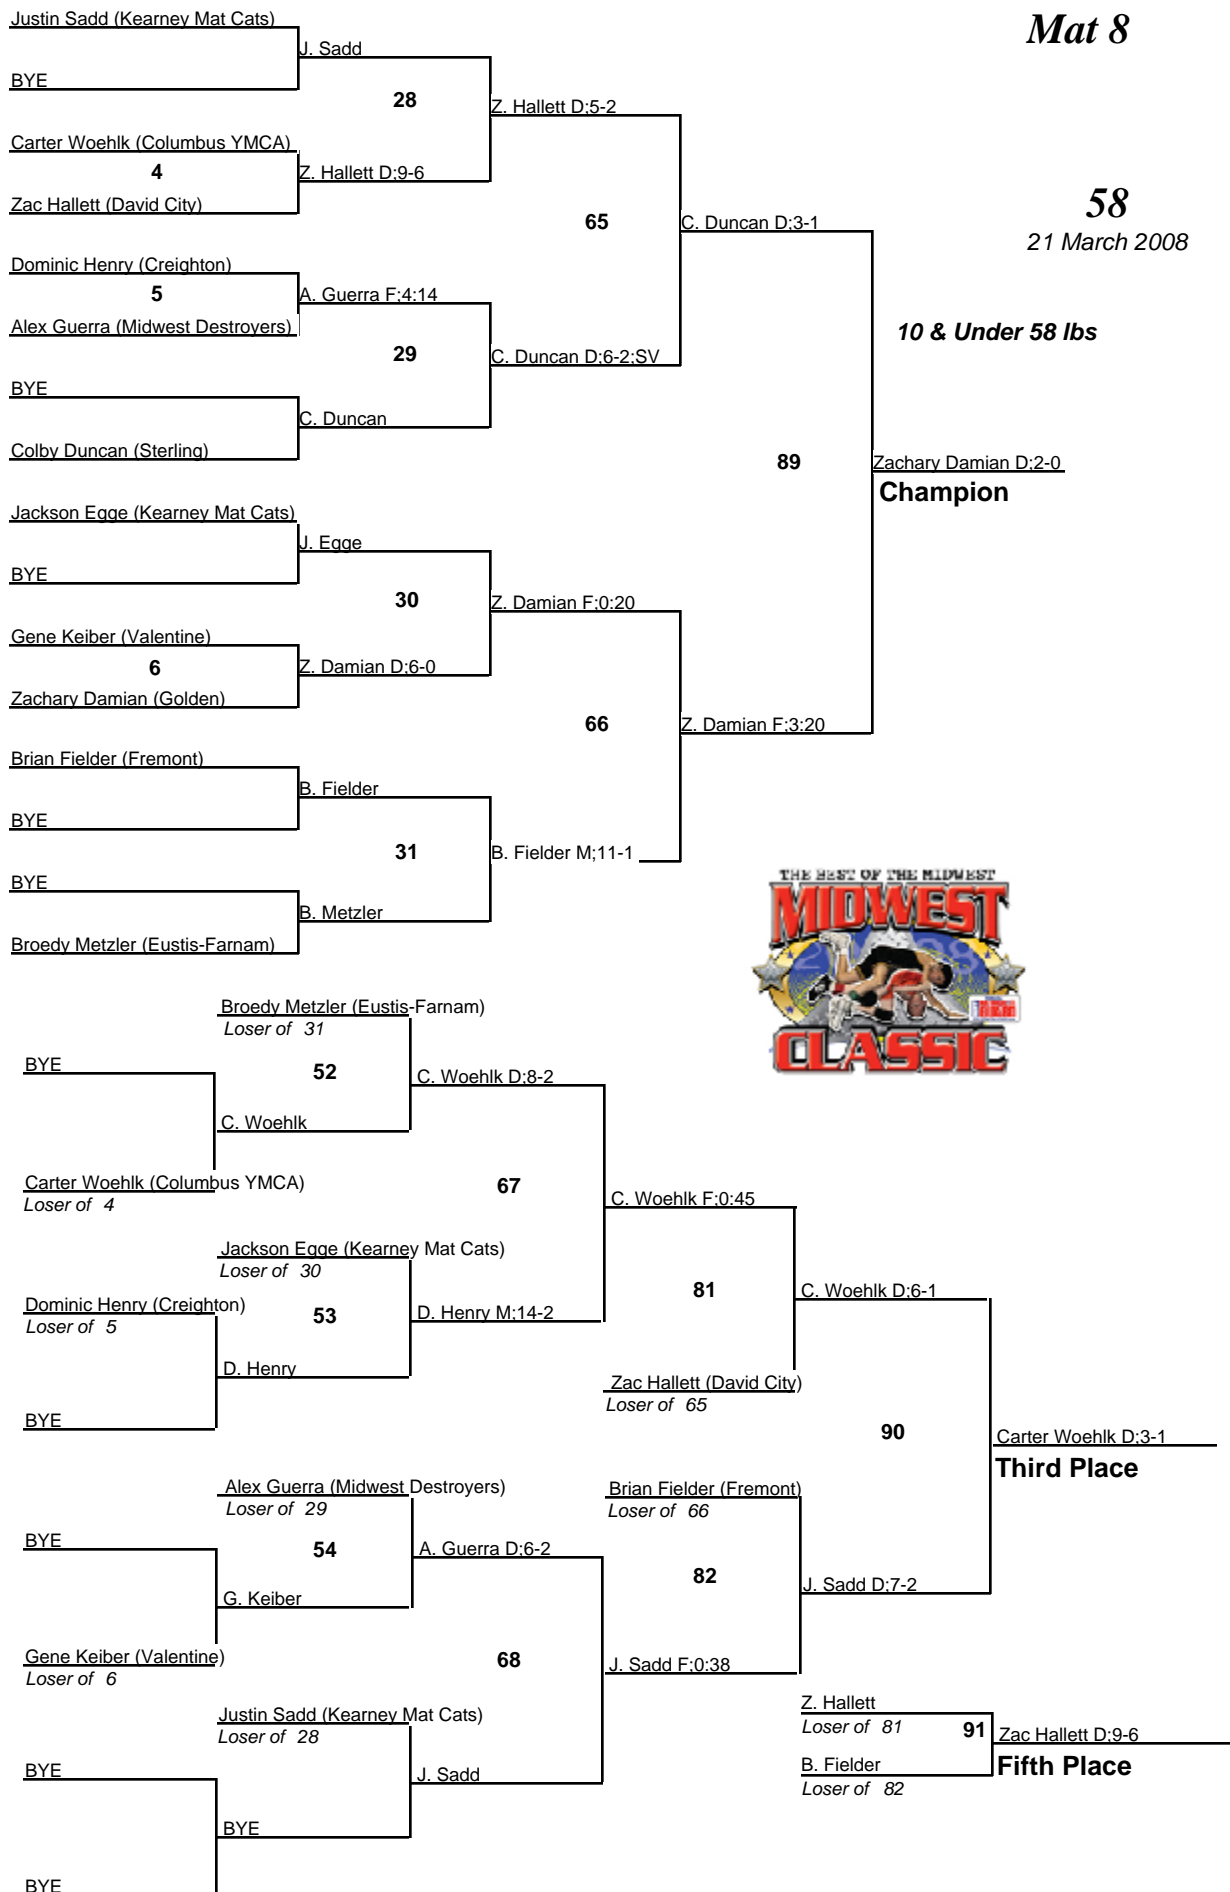 Mat 8
58
21 March 2008
10 & Under 58 lbs
Justin Sadd (Kearney Mat Cats)
J. Sadd
BYE
28
Z. Hallett D;5-2
Carter Woehlk (Columbus YMCA)
4
Z. Hallett D;9-6
Zac Hallett (David City)
65
C. Duncan D;3-1
Dominic Henry (Creighton)
5
A. Guerra F;4:14
Alex Guerra (Midwest Destroyers)
29
C. Duncan D;6-2;SV
BYE
C. Duncan
Colby Duncan (Sterling)
89
Zachary Damian D;2-0
Champion
Jackson Egge (Kearney Mat Cats)
J. Egge
BYE
30
Z. Damian F;0:20
Gene Keiber (Valentine)
6
Z. Damian D;6-0
Zachary Damian (Golden)
66
Z. Damian F;3:20
Brian Fielder (Fremont)
B. Fielder
BYE
31
B. Fielder M;11-1
BYE
B. Metzler
Broedy Metzler (Eustis-Farnam)
THE BEST OF THE MIDWEST
MIDWEST
CLASSIC
Broedy Metzler (Eustis-Farnam)
Loser of 31
BYE
52
C. Woehlk D;8-2
C. Woehlk
Carter Woehlk (Columbus YMCA)
Loser of 4
67
C. Woehlk F;0:45
Jackson Egge (Kearney Mat Cats)
Loser of 30
Dominic Henry (Creighton)
Loser of 5
53
D. Henry M;14-2
81
C. Woehlk D;6-1
D. Henry
Zac Hallett (David City)
Loser of 65
BYE
90
Carter Woehlk D;3-1
Third Place
Alex Guerra (Midwest Destroyers)
Loser of 29
Brian Fielder (Fremont)
Loser of 66
BYE
54
A. Guerra D;6-2
82
J. Sadd D;7-2
G. Keiber
Gene Keiber (Valentine)
Loser of 6
68
J. Sadd F;0:38
Justin Sadd (Kearney Mat Cats)
Loser of 28
Z. Hallett
Loser of 81
91
Zac Hallett D;9-6
Fifth Place
B. Fielder
Loser of 82
BYE
J. Sadd
BYE
BYE